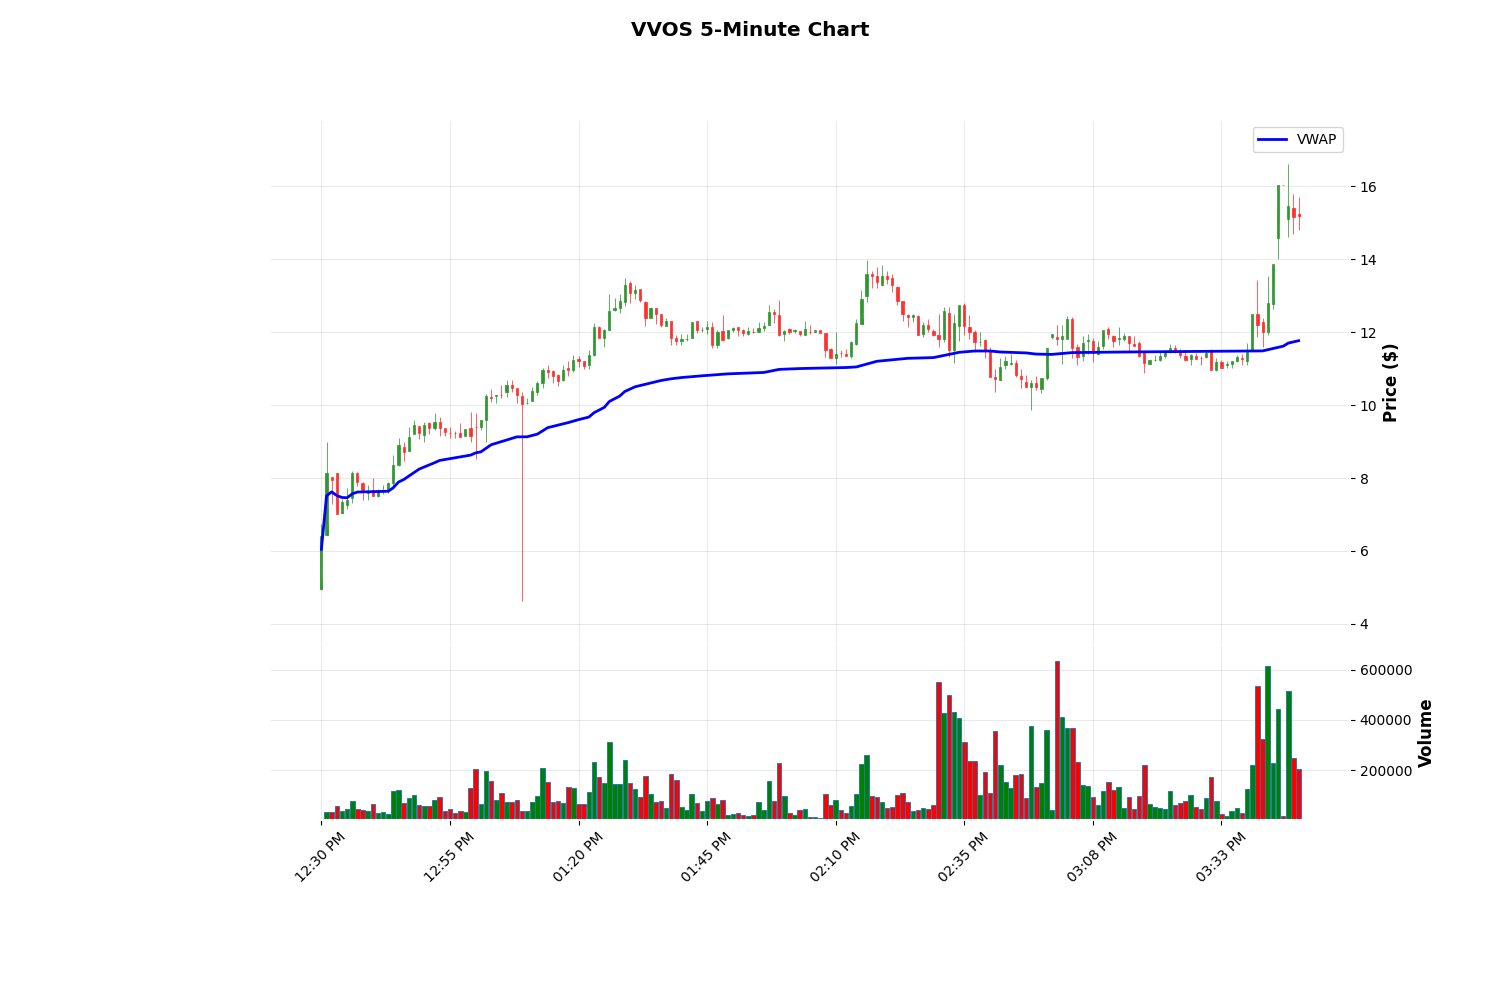 VVOS 5-Minute Chart
VWAP
16
14
12
10
8
6
4
Price ($)
600000
400000
200000
Volume
12:30 PM
12:55 PM
01:20 PM
01:45 PM
02:10 PM
02:35 PM
03:08 PM
03:33 PM